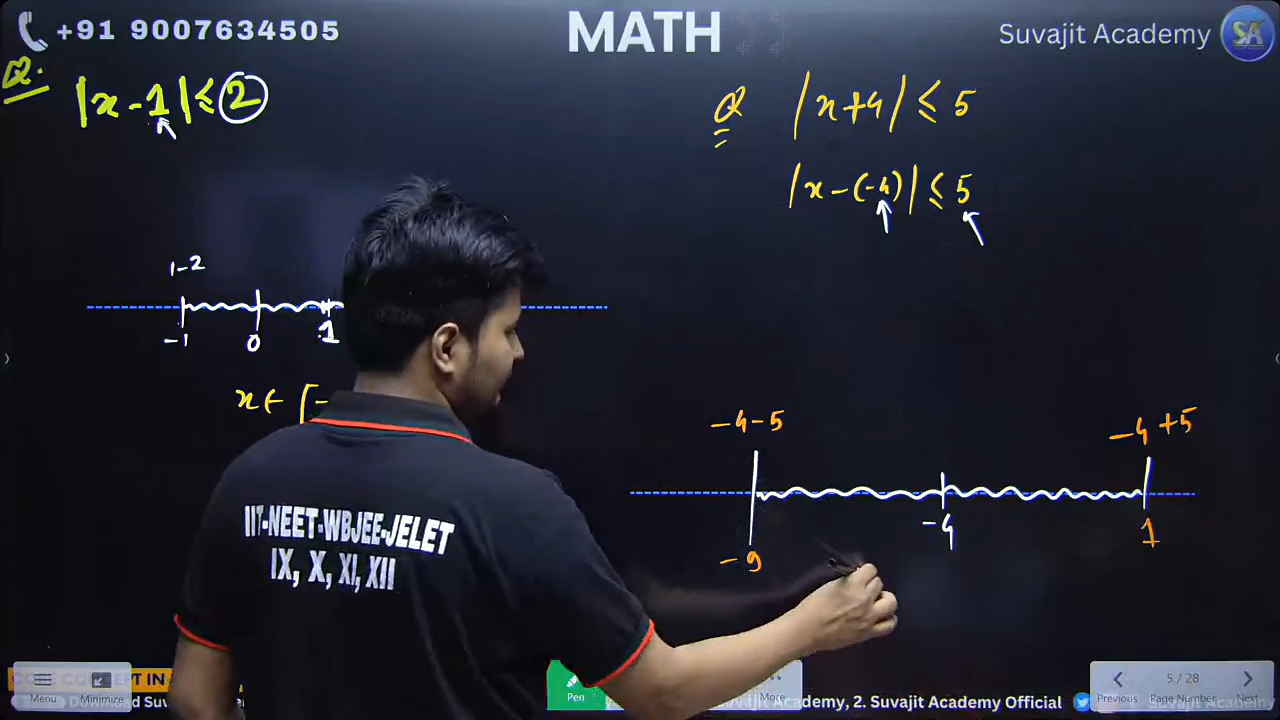 +91 9007634505
MATH
Suvajit Academy
SA
Q.
|x-1|≤2
Q |x+4|≤5
|x-(-4)|≤5
1-2
-1 0 1
x∈ [-
-4-5 -4+5
-4
-9 1
IIT-NEET-WBJEE-JELET
IX, X, XI, XII
Menu Minimize
Pen
More
Academy, 2. Suvajit Academy Official
Previous
5 / 28
Page Number
Next